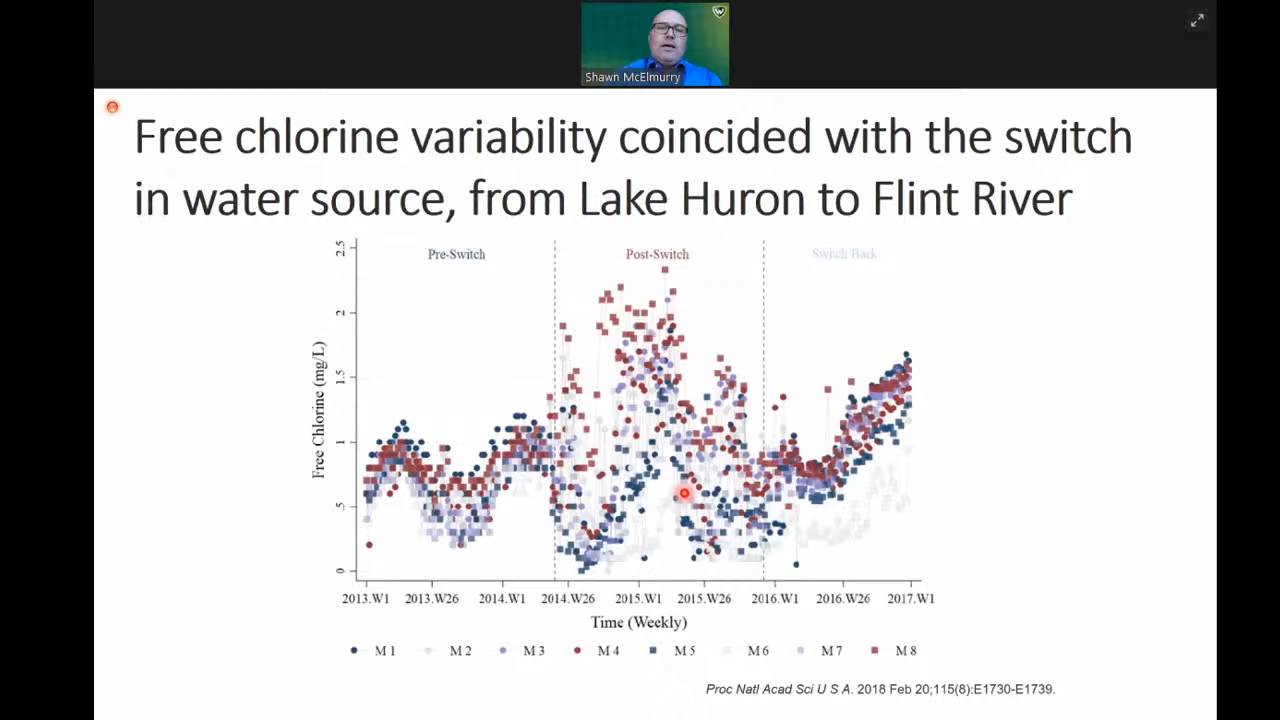 Shawn McElmurry
Free chlorine variability coincided with the switch
in water source, from Lake Huron to Flint River
Pre-Switch Post-Switch Switch Back
2.5
2
1.5
1
.5
0
Free Chlorine (mg/L)
2013.W1 2013.W26 2014.W1 2014.W26 2015.W1 2015.W26 2016.W1 2016.W26 2017.W1
Time (Weekly)
M 1 M 2 M 3 M 4 M 5 M 6 M 7 M 8
Proc Natl Acad Sci U S A. 2018 Feb 20;115(8):E1730-E1739.